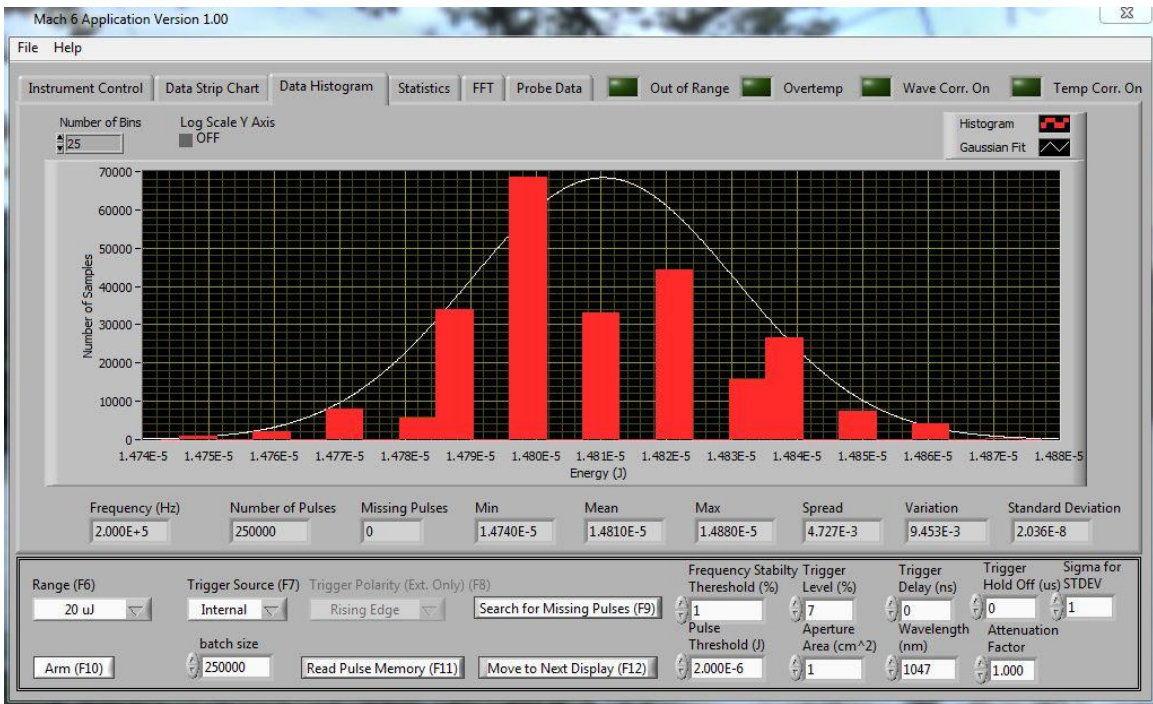 Mach 6 Application Version 1.00
File Help
Instrument Control Data Strip Chart Data Histogram Statistics FFT Probe Data Out of Range Overtemp Wave Corr. On Temp Corr. On
Number of Bins Log Scale Y Axis
25 OFF
Histogram
Gaussian Fit
70000
60000
50000
40000
30000
20000
10000
0
Number of Samples
1.474E-5 1.475E-5 1.476E-5 1.477E-5 1.478E-5 1.479E-5 1.480E-5 1.481E-5 1.482E-5 1.483E-5 1.484E-5 1.485E-5 1.486E-5 1.487E-5 1.488E-5
Energy (J)
Frequency (Hz) Number of Pulses Missing Pulses Min Mean Max Spread Variation Standard Deviation
2.000E+5 250000 0 1.4740E-5 1.4810E-5 1.4880E-5 4.727E-3 9.453E-3 2.036E-8
Range (F6) Trigger Source (F7) Trigger Polarity (Ext. Only) (F8)
20 uJ Internal Rising Edge Search for Missing Pulses (F9)
Frequency Stabilty Thereshold (%) Trigger Level (%) Trigger Delay (ns) Trigger Hold Off (us) Sigma for STDEV
1 7 0 0 1
batch size
Arm (F10) 250000 Read Pulse Memory (F11) Move to Next Display (F12)
Pulse Threshold (J) Aperture Area (cm^2) Wavelength (nm) Attenuation Factor
2.000E-6 1 1047 1.000